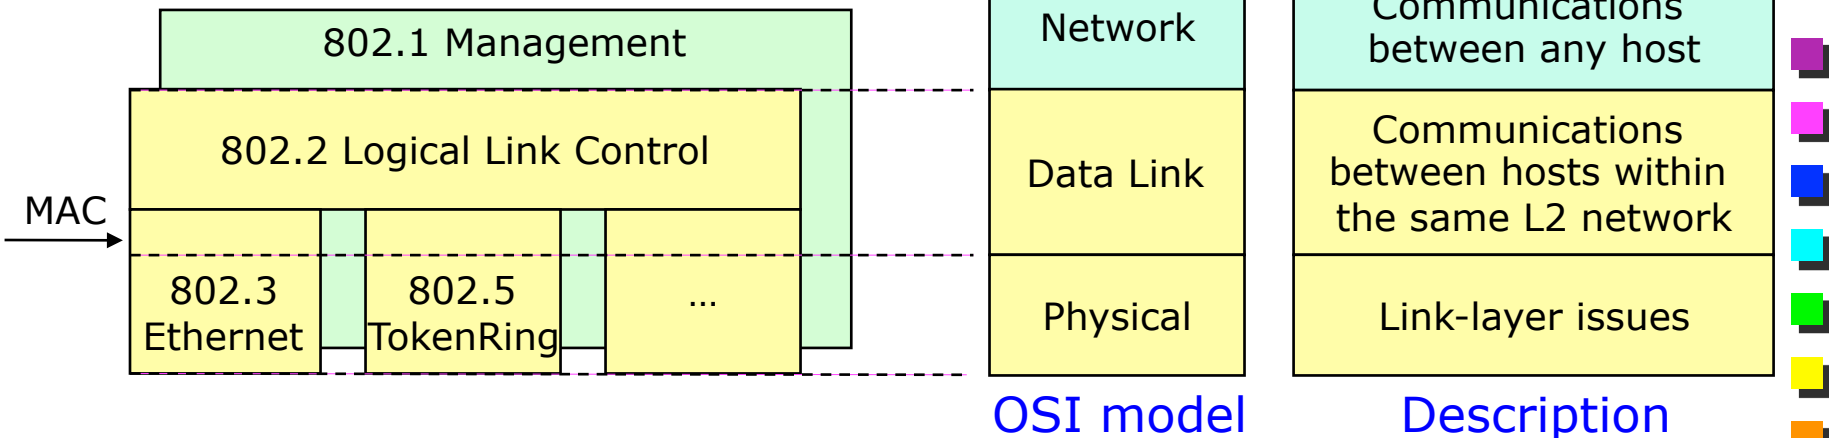 802.1 Management
802.2 Logical Link Control
MAC
802.3
Ethernet
802.5
TokenRing
...
Network
Data Link
Physical
OSI model
Communications
between any host
Communications
between hosts within
the same L2 network
Link-layer issues
Description